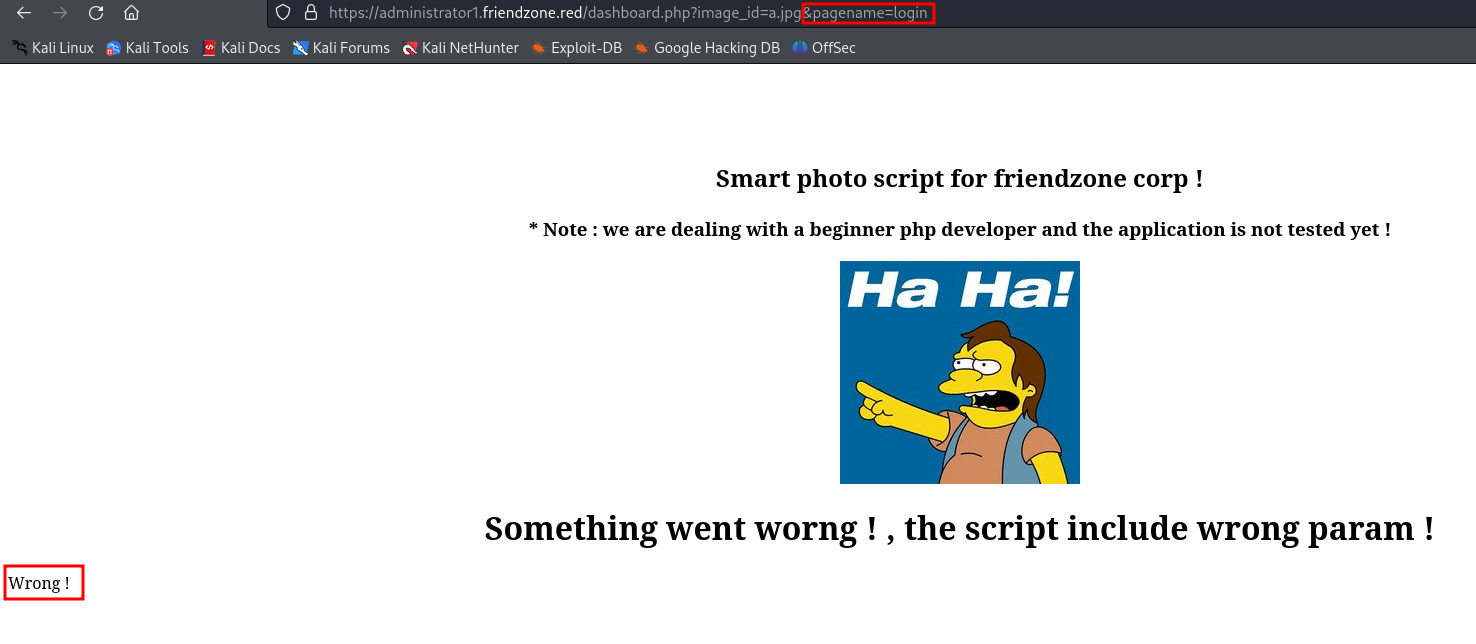 https://administrator1.friendzone.red/dashboard.php?image_id=a.jpg&pagename=login
Kali Linux Kali Tools Kali Docs Kali Forums Kali NetHunter Exploit-DB Google Hacking DB OffSec
Smart photo script for friendzone corp !
* Note : we are dealing with a beginner php developer and the application is not tested yet !
Ha Ha!
Something went worng ! , the script include wrong param !
Wrong !